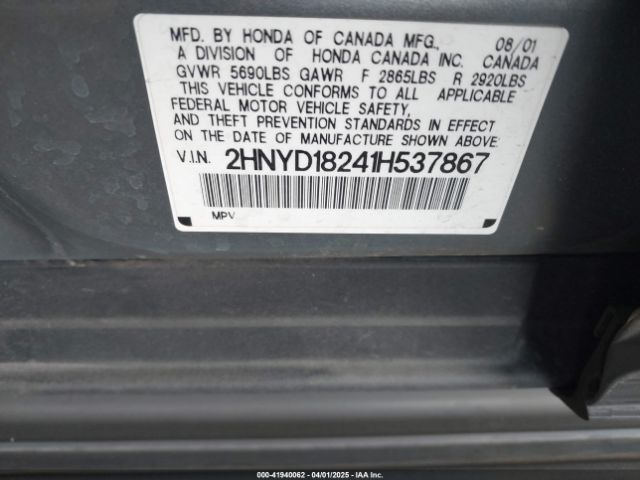 MFD. BY HONDA OF CANADA MFG., 08/01
A DIVISION OF HONDA CANADA INC. CANADA
GVWR 5690LBS GAWR F 2865LBS R 2920LBS
THIS VEHICLE CONFORMS TO ALL APPLICABLE
FEDERAL MOTOR VEHICLE SAFETY,
AND THEFT PREVENTION STANDARDS IN EFFECT
ON THE DATE OF MANUFACTURE SHOWN ABOVE.
V.I.N. 2HNYD18241H537867
MPV
000-41940062 - 04/01/2025 - IAA Inc.